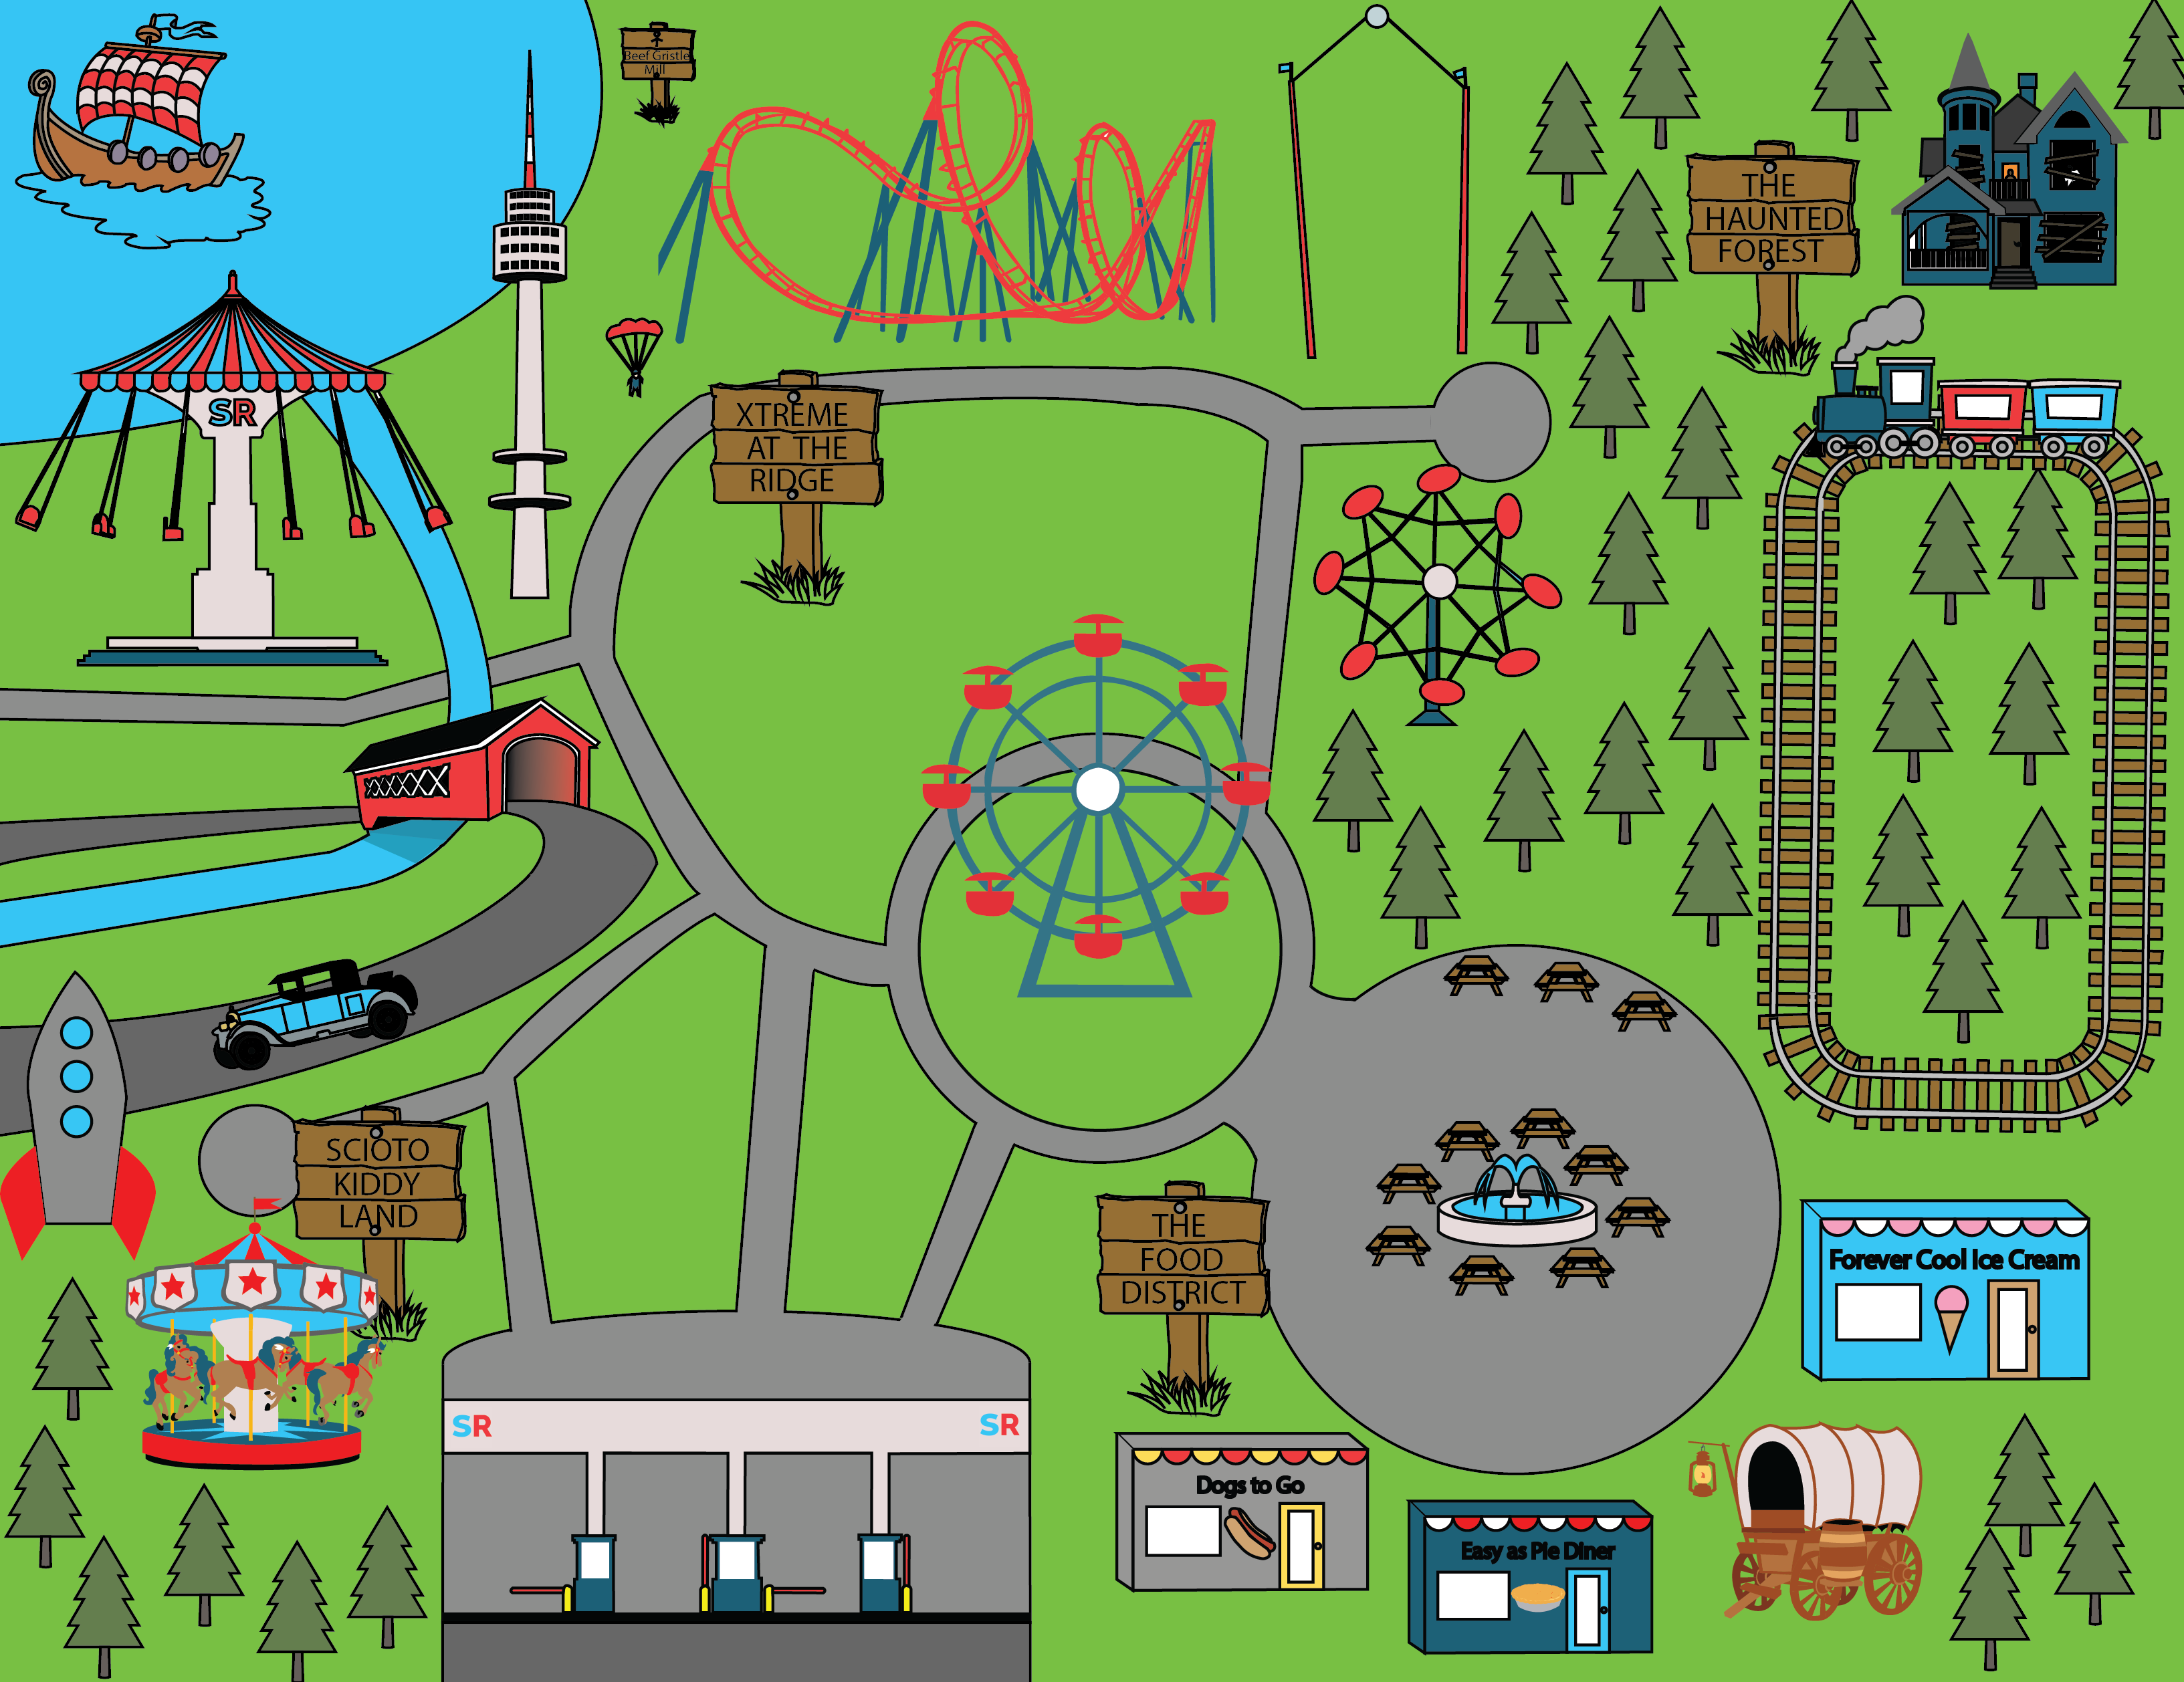 Beef Gristle
Mill
THE
HAUNTED
FOREST
SR
XTREME
AT THE
RIDGE
SCIOTO
KIDDY
LAND
THE
FOOD
DISTRICT
Forever Cool Ice Cream
SR
SR
Dogs to Go
Easy as Pie Diner